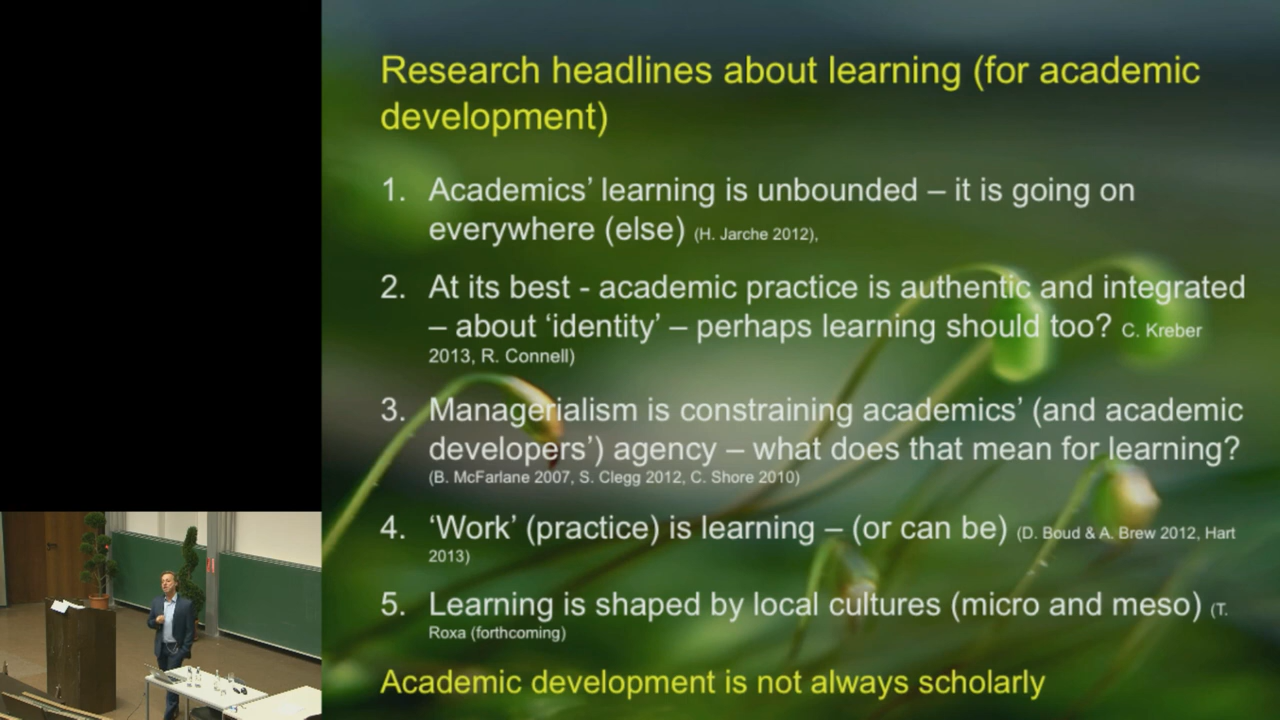 Research headlines about learning (for academic
development)
1. Academics’ learning is unbounded – it is going on
everywhere (else) (H. Jarche 2012),
2. At its best - academic practice is authentic and integrated
– about ‘identity’ – perhaps learning should too? C. Kreber
2013, R. Connell)
3. Managerialism is constraining academics’ (and academic
developers’) agency – what does that mean for learning?
(B. McFarlane 2007, S. Clegg 2012, C. Shore 2010)
4. ‘Work’ (practice) is learning – (or can be) (D. Boud & A. Brew 2012, Hart
2013)
5. Learning is shaped by local cultures (micro and meso) (T.
Roxa (forthcoming)
Academic development is not always scholarly